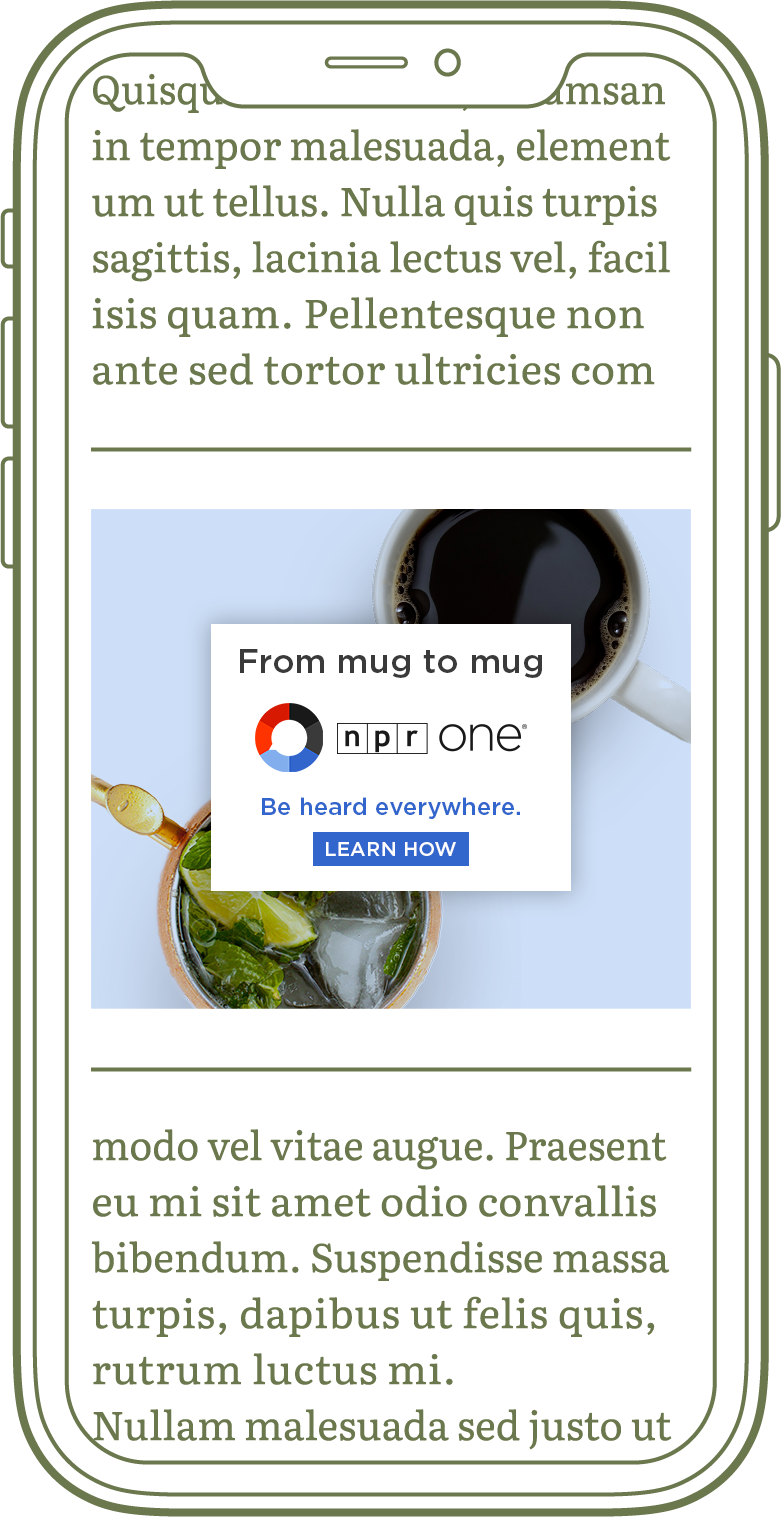 in tempor malesuada, element
um ut tellus. Nulla quis turpis
sagittis, lacinia lectus vel, facil
isis quam. Pellentesque non
ante sed tortor ultricies com
From mug to mug
npr one®
Be heard everywhere.
LEARN HOW
modo vel vitae augue. Praesent
eu mi sit amet odio convallis
bibendum. Suspendisse massa
turpis, dapibus ut felis quis,
rutrum luctus mi.
Nullam malesuada sed justo ut